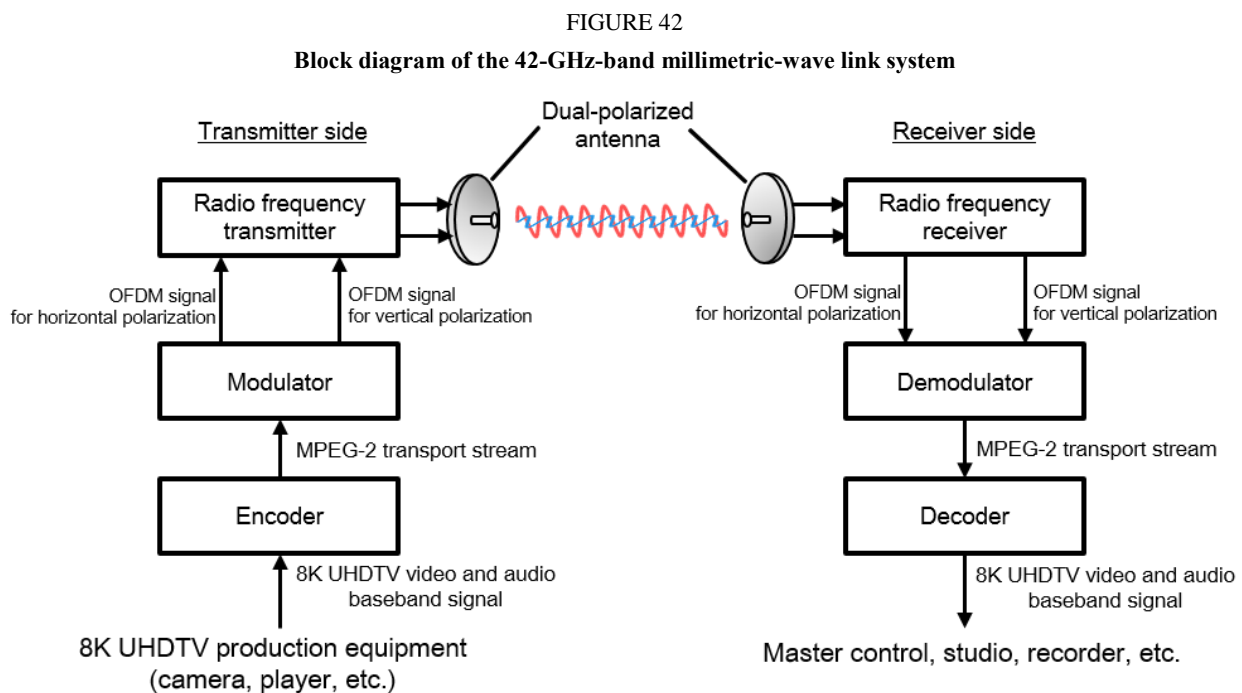 FIGURE 42
Block diagram of the 42-GHz-band millimetric-wave link system
Transmitter side
Dual-polarized
antenna
Receiver side
Radio frequency
transmitter
Radio frequency
receiver
OFDM signal
for horizontal polarization
OFDM signal
for vertical polarization
OFDM signal
for horizontal polarization
OFDM signal
for vertical polarization
Modulator
Demodulator
MPEG-2 transport stream
MPEG-2 transport stream
Encoder
Decoder
8K UHDTV video and audio
baseband signal
8K UHDTV video and audio
baseband signal
8K UHDTV production equipment
(camera, player, etc.)
Master control, studio, recorder, etc.